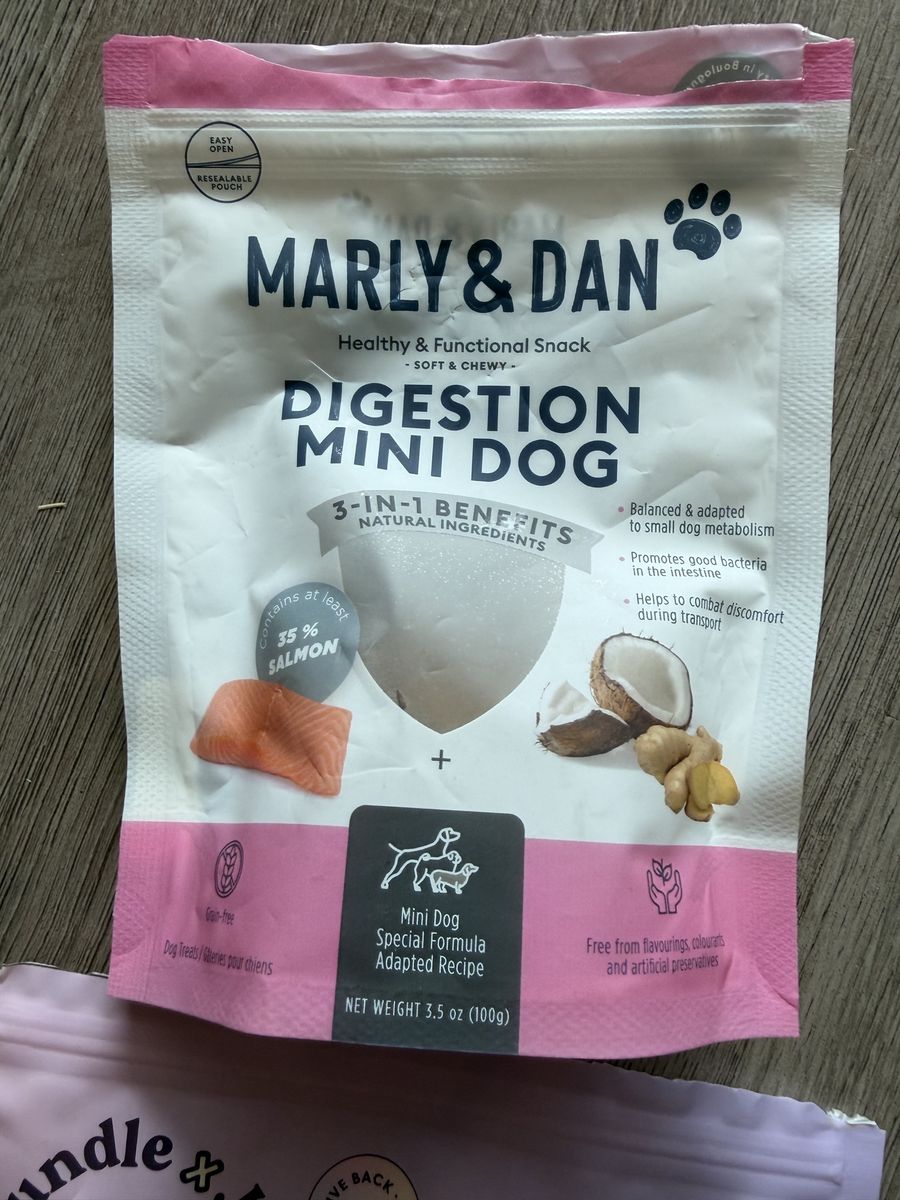 EASY
OPEN
RESEALABLE
POUCH
MARLY & DAN
Healthy & Functional Snack
- SOFT & CHEWY -
DIGESTION
MINI DOG
3-IN-1 BENEFITS
NATURAL INGREDIENTS
• Balanced & adapted
to small dog metabolism
• Promotes good bacteria
in the intestine
• Helps to combat discomfort
during transport
Contains at least
35 %
SALMON
+
Grain-free
Dog Treats / Gâteries pour chiens
Mini Dog
Special Formula
Adapted Recipe
NET WEIGHT 3.5 oz (100g)
Free from flavourings, colourants
and artificial preservatives
undle x
VE BACK